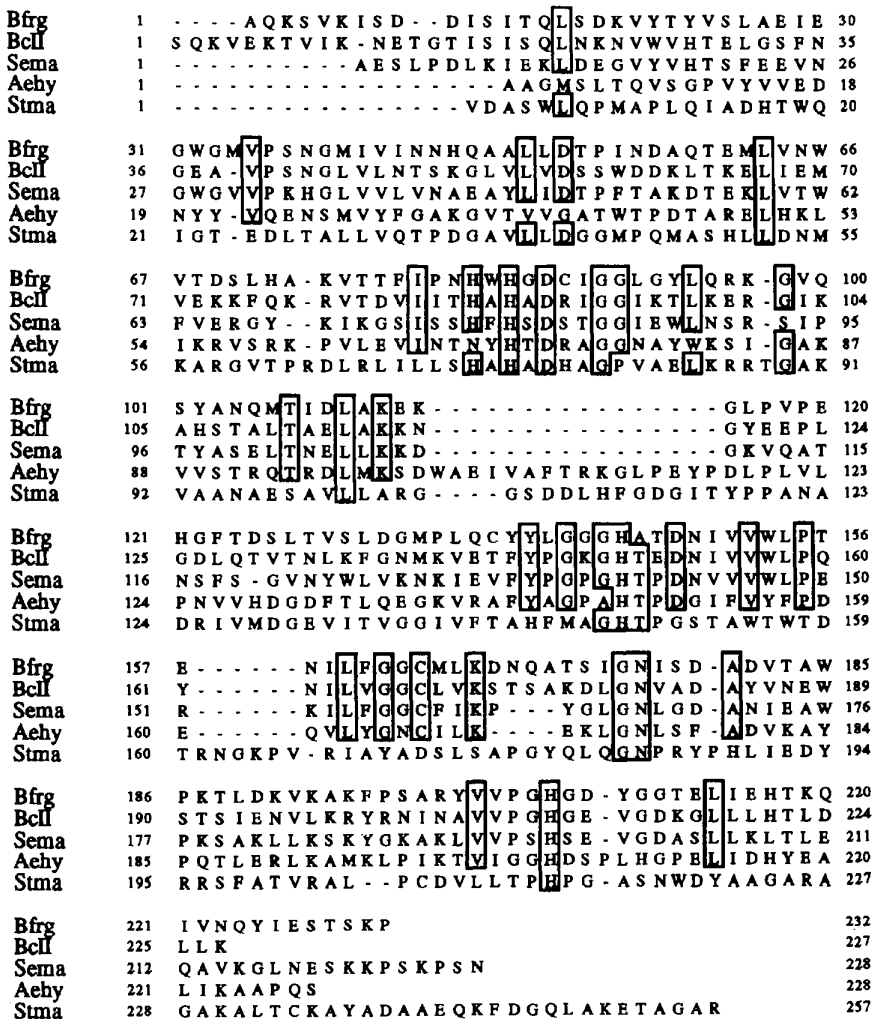 Bfrg 1 - - - - A Q K S V K I S D - - D I S I T Q L S D K V Y T Y V S L A E I E 30
BcII 1 S Q K V E K T V I K - N E T G T I S I S Q L N K N V W V H T E L G S F N 35
Sema 1 - - - - - - - - - - A E S L P D L K I E K L D E G V Y V H T S F E E V N 26
Aehy 1 - - - - - - - - - - - - - - - - - - A A G M S L T Q V S G P V Y V V E D 18
Stma 1 - - - - - - - - - - - - - - - - V D A S W L Q P M A P L Q I A D H T W Q 20
Bfrg 31 G W G M V P S N G M I V I N N H Q A A L L D T P I N D A Q T E M L V N W 66
BcII 36 G E A - V P S N G L V L N T S K G L V L V D S S W D D K L T K E L I E M 70
Sema 27 G W G V V P K H G L V V L V N A E A Y L I D T P F T A K D T E K L V T W 62
Aehy 19 N Y Y - V Q E N S M V Y F G A K G V T V V G A T W T P D T A R E L H K L 53
Stma 21 I G T - E D L T A L L V Q T P D G A V L L D G G M P Q M A S H L L D N M 55
Bfrg 67 V T D S L H A - K V T T F I P N H W H G D C I G G L G Y L Q R K - G V Q 100
BcII 71 V E K K F Q K - R V T D V I I T H A H A D R I G G I K T L K E R - G I K 104
Sema 63 F V E R G Y - - K I K G S I S S H F H S D S T G G I E W L N S R - S I P 95
Aehy 54 I K R V S R K - P V L E V I N T N Y H T D R A G G N A Y W K S I - G A K 87
Stma 56 K A R G V T P R D L R L I L L S H A H A D H A G P V A E L K R R T G A K 91
Bfrg 101 S Y A N Q M T I D L A K E K - - - - - - - - - - - - - - - - G L P V P E 120
BcII 105 A H S T A L T A E L A K K N - - - - - - - - - - - - - - - - G Y E E P L 124
Sema 96 T Y A S E L T N E L L K K D - - - - - - - - - - - - - - - - G K V Q A T 115
Aehy 88 V V S T R Q T R D L M K S D W A E I V A F T R K G L P E Y P D L P L V L 123
Stma 92 V A A N A E S A V L L A R G - - - - G S D D L H F G D G I T Y P P A N A 123
Bfrg 121 H G F T D S L T V S L D G M P L Q C Y Y L G G G H A T D N I V V W L P T 156
BcII 125 G D L Q T V T N L K F G N M K V E T F Y P G K G H T E D N I V V W L P Q 160
Sema 116 N S F S - G V N Y W L V K N K I E V F Y P G P G H T P D N V V V W L P E 150
Aehy 124 P N V V H D G D F T L Q E G K V R A F Y A G P A H T P D G I F V Y F P D 159
Stma 124 D R I V M D G E V I T V G G I V F T A H F M A G H T P G S T A W T W T D 159
Bfrg 157 E - - - - - - N I L F G G C M L K D N Q A T S I G N I S D - A D V T A W 185
BcII 161 Y - - - - - - N I L V G G C L V K S T S A K D L G N V A D - A Y V N E W 189
Sema 151 R - - - - - - K I L F G G C F I K P - - - Y G L G N L G D - A N I E A W 176
Aehy 160 E - - - - - - Q V L Y G N C I L K - - - - E K L G N L S F - A D V K A Y 184
Stma 160 T R N G K P V - R I A Y A D S L S A P G Y Q L Q G N P R Y P H L I E D Y 194
Bfrg 186 P K T L D K V K A K F P S A R Y V V P G H G D - Y G G T E L I E H T K Q 220
BcII 190 S T S I E N V L K R Y R N I N A V V P G H G E - V G D K G L L L H T L D 224
Sema 177 P K S A K L L K S K Y G K A K L V V P S H S E - V G D A S L L K L T L E 211
Aehy 185 P Q T L E R L K A M K L P I K T V I G G H D S P L H G P E L I D H Y E A 220
Stma 195 R R S F A T V R A L - - P C D V L L T P H P G - A S N W D Y A A G A R A 227
Bfrg 221 I V N Q Y I E S T S K P 232
BcII 225 L L K 227
Sema 212 Q A V K G L N E S K K P S K P S N 228
Aehy 221 L I K A A P Q S 228
Stma 228 G A K A L T C K A Y A D A A E Q K F D G Q L A K E T A G A R 257